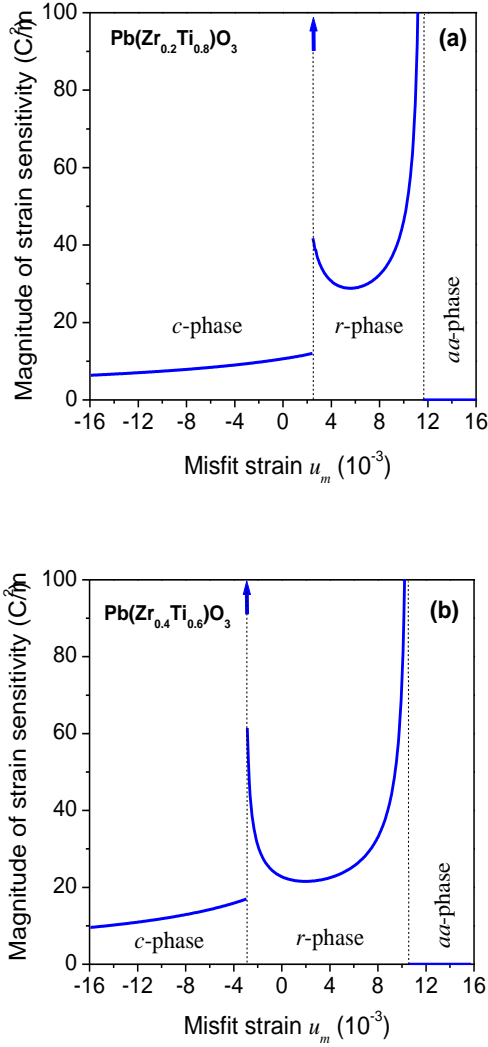 Pb(Zr0.2Ti0.8)O3
(a)
Magnitude of strain sensitivity (C/m2)
100
80
60
40
20
0
c-phase
r-phase
aa-phase
-16 -12 -8 -4 0 4 8 12 16
Misfit strain um (10-3)
Pb(Zr0.4Ti0.6)O3
(b)
Magnitude of strain sensitivity (C/m2)
100
80
60
40
20
0
c-phase
r-phase
aa-phase
-16 -12 -8 -4 0 4 8 12 16
Misfit strain um (10-3)